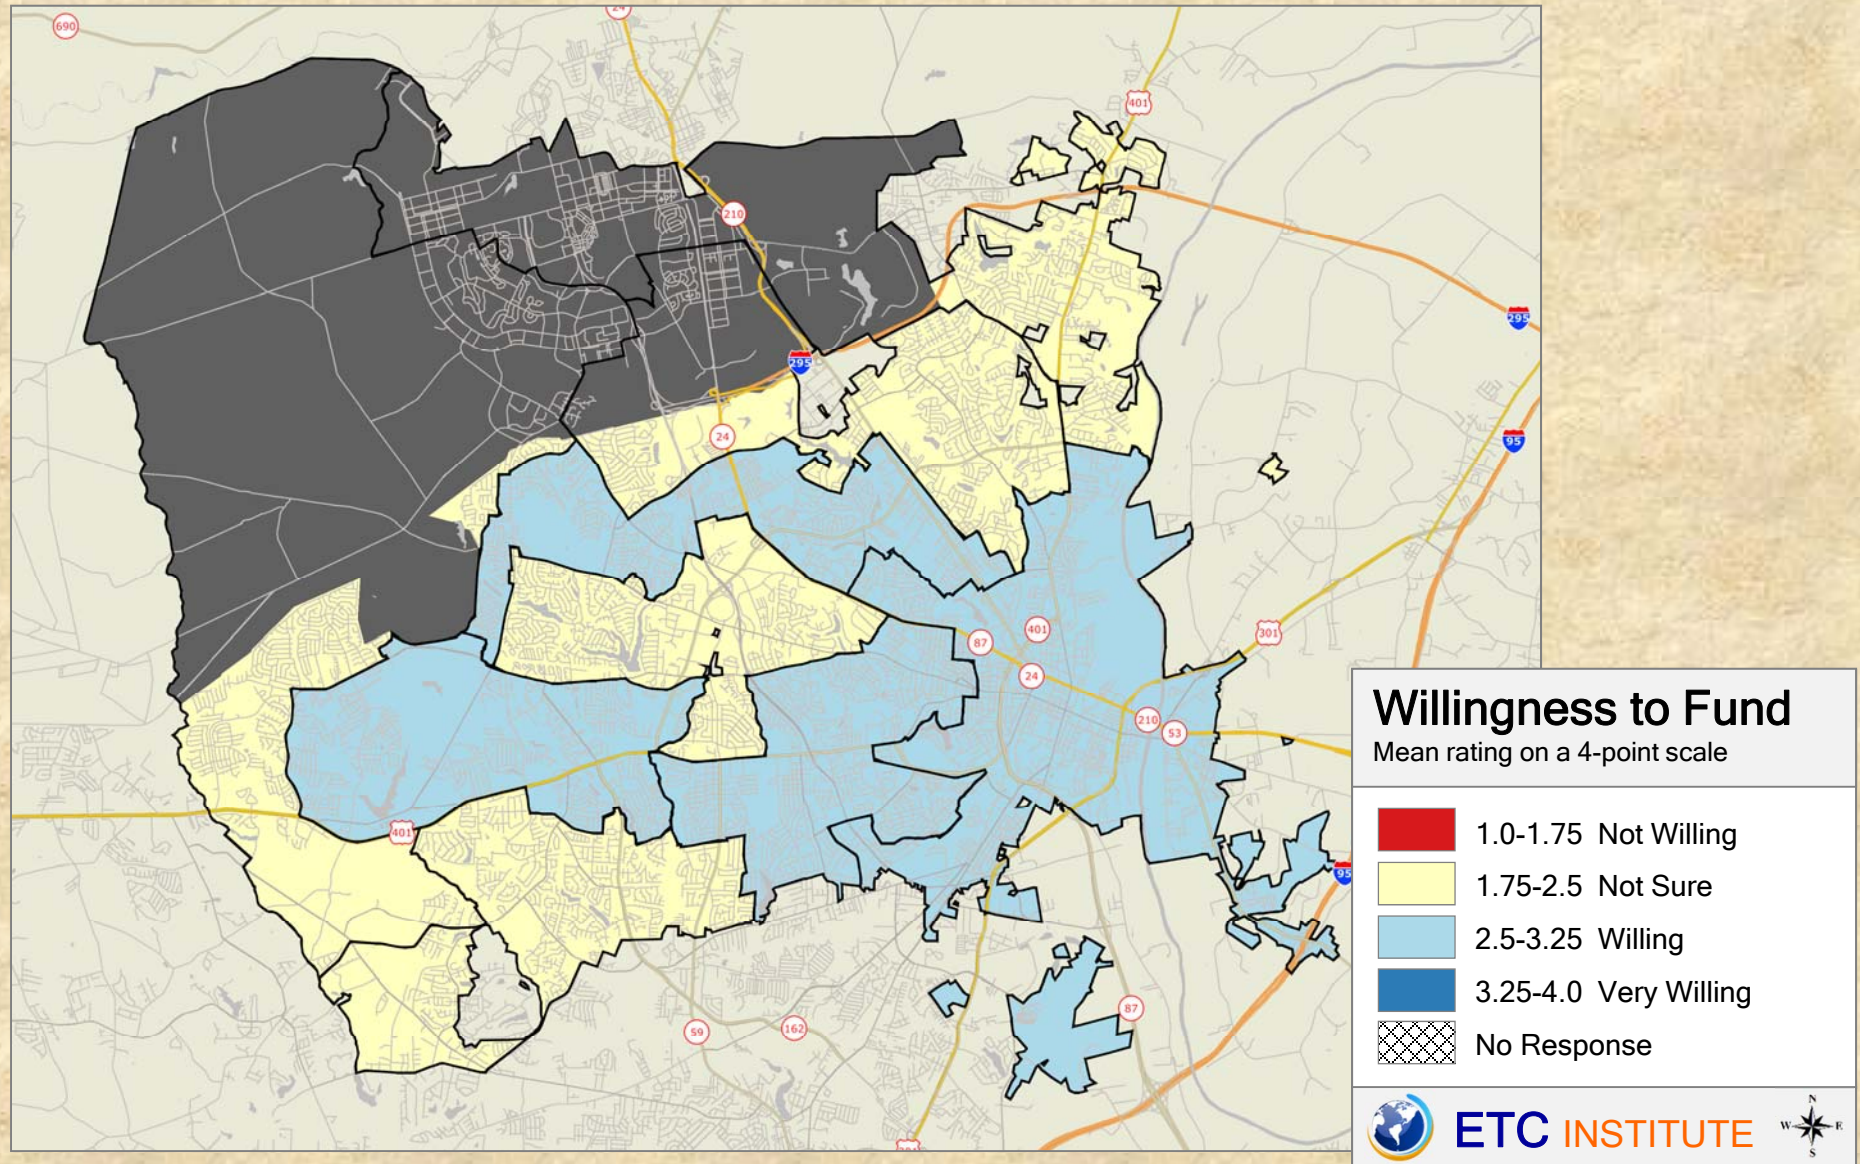 690
24
401
210
295
295
24
95
401
87
301
24
210
53
401
95
87
59
162
Willingness to Fund
Mean rating on a 4-point scale
1.0-1.75 Not Willing
1.75-2.5 Not Sure
2.5-3.25 Willing
3.25-4.0 Very Willing
No Response
ETC INSTITUTE
N
W E
S